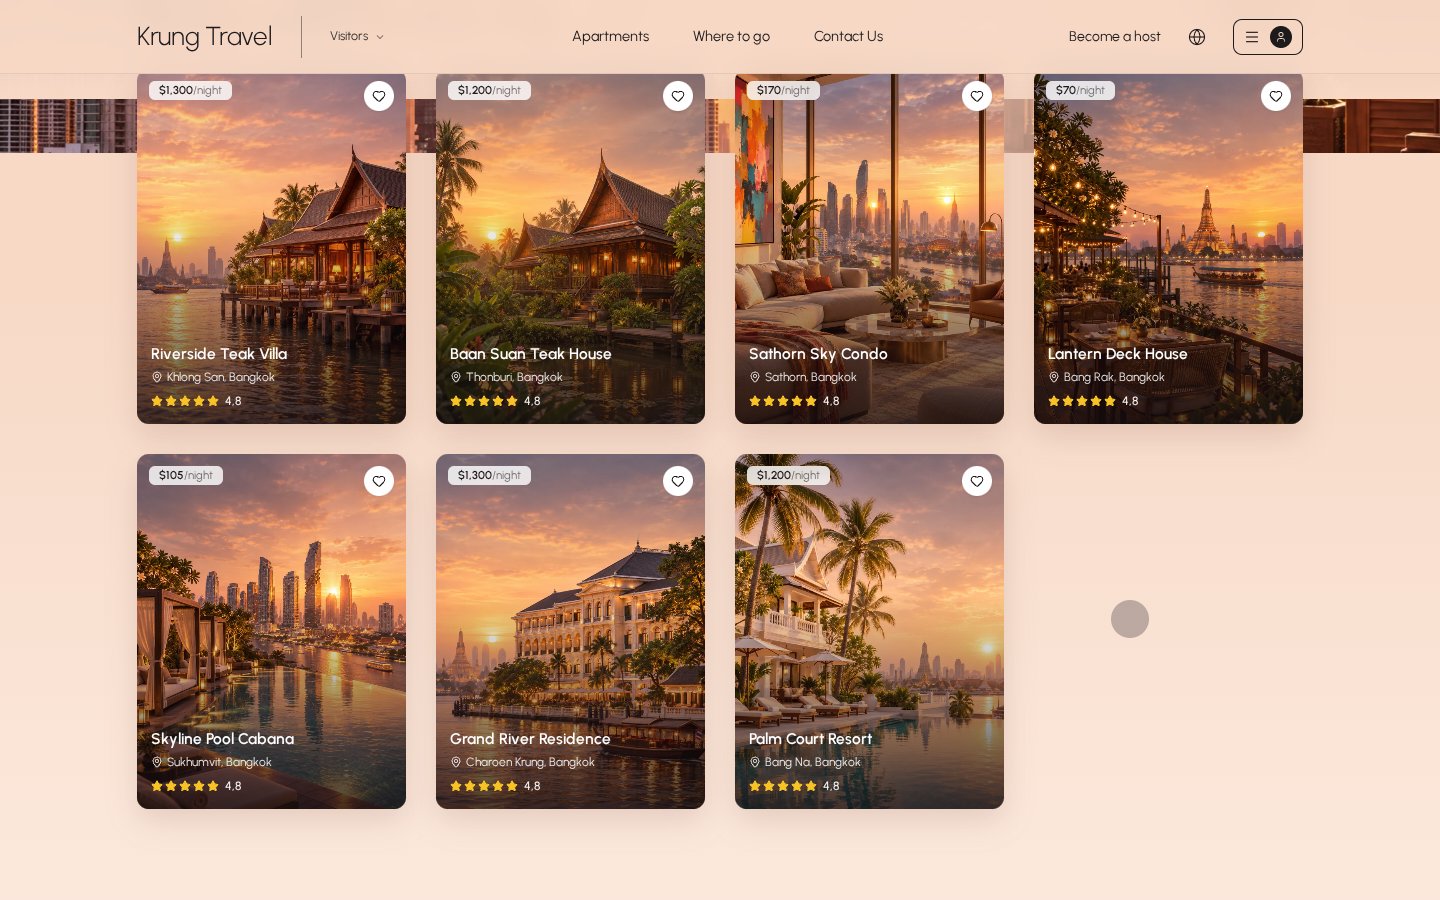 Krung Travel
Visitors
Apartments
Where to go
Contact Us
Become a host
$1,300/night
$1,200/night
$170/night
$70/night
Riverside Teak Villa
Khlong San, Bangkok
4,8
Baan Suan Teak House
Thonburi, Bangkok
4,8
Sathorn Sky Condo
Sathorn, Bangkok
4,8
Lantern Deck House
Bang Rak, Bangkok
4,8
$105/night
$1,300/night
$1,200/night
Skyline Pool Cabana
Sukhumvit, Bangkok
4,8
Grand River Residence
Charoen Krung, Bangkok
4,8
Palm Court Resort
Bang Na, Bangkok
4,8